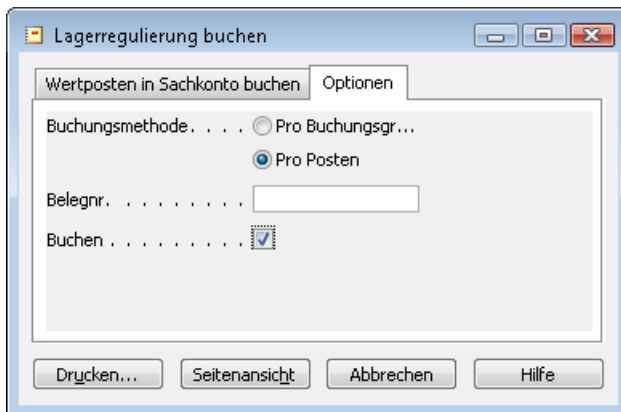 Lagerregulierung buchen
Wertposten in Sachkonto buchen Optionen
Buchungsmethode. . . . Pro Buchungsgr...
Pro Posten
Belegnr. . . . . . . . . .
Buchen . . . . . . . . .
Drucken... Seitenansicht Abbrechen Hilfe